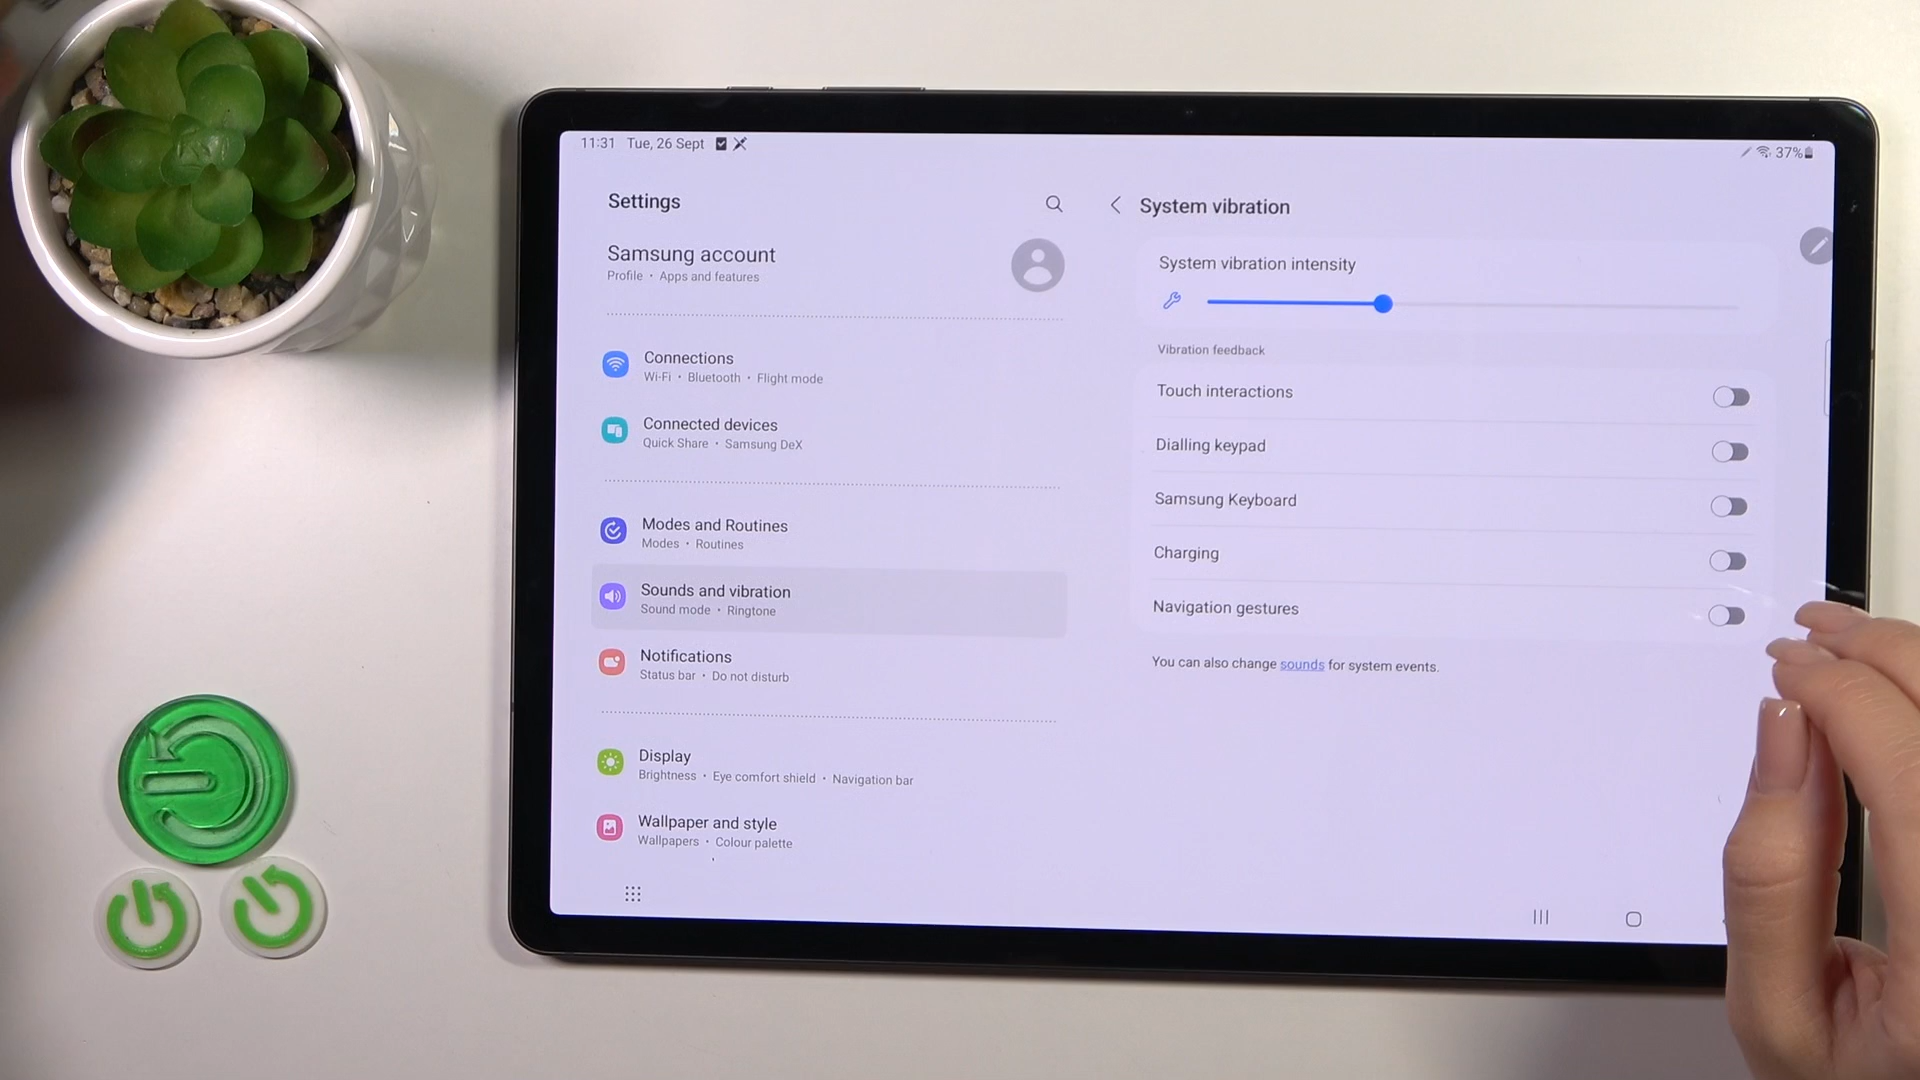 11:31 Tue, 26 Sept
37%
Settings
Samsung account
Profile • Apps and features
Connections
Wi-Fi • Bluetooth • Flight mode
Connected devices
Quick Share • Samsung DeX
Modes and Routines
Modes • Routines
Sounds and vibration
Sound mode • Ringtone
Notifications
Status bar • Do not disturb
Display
Brightness • Eye comfort shield • Navigation bar
Wallpaper and style
Wallpapers • Colour palette
System vibration
System vibration intensity
Vibration feedback
Touch interactions
Dialling keypad
Samsung Keyboard
Charging
Navigation gestures
You can also change sounds for system events.